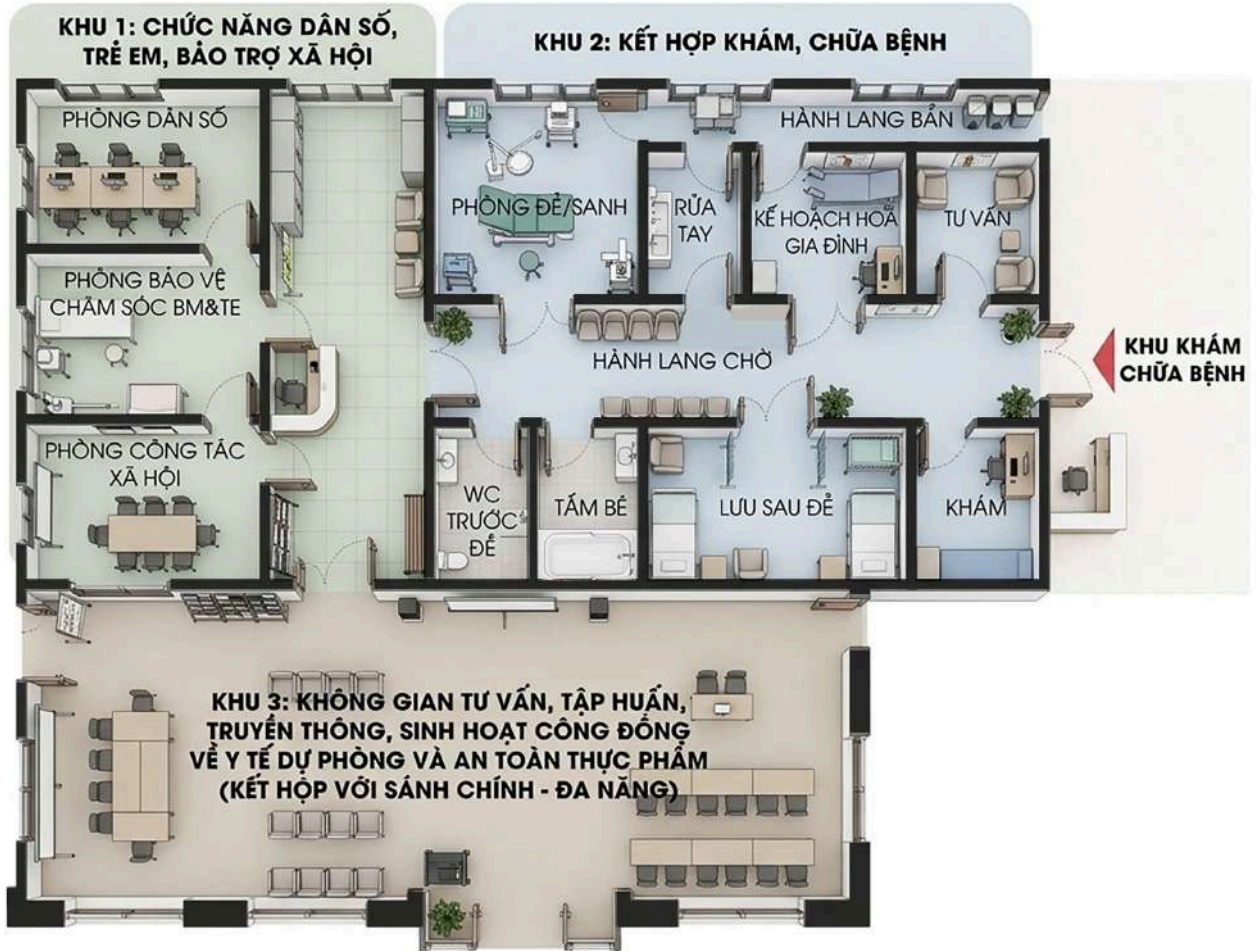 KHU 1: CHỨC NĂNG DÂN SỐ,
TRẺ EM, BẢO TRỢ XÃ HỘI
KHU 2: KẾT HỢP KHÁM, CHỮA BỆNH
PHÒNG DÂN SỐ
HÀNH LANG BẨN
PHÒNG ĐẺ/SANH
RỬA
TAY
KẾ HOẠCH HOÁ
GIA ĐÌNH
TƯ VẤN
PHÒNG BẢO VỆ
CHĂM SÓC BM&TE
HÀNH LANG CHỜ
KHU KHÁM
CHỮA BỆNH
PHÒNG CÔNG TÁC
XÃ HỘI
WC
TRƯỚC
ĐẺ
TẮM BÉ
LƯU SAU ĐẺ
KHÁM
KHU 3: KHÔNG GIAN TƯ VẤN, TẬP HUẤN,
TRUYỀN THÔNG, SINH HOẠT CÔNG ĐỒNG
VỀ Y TẾ DỰ PHÒNG VÀ AN TOÀN THỰC PHẨM
(KẾT HỘP VỚI SẢNH CHÍNH - ĐA NĂNG)